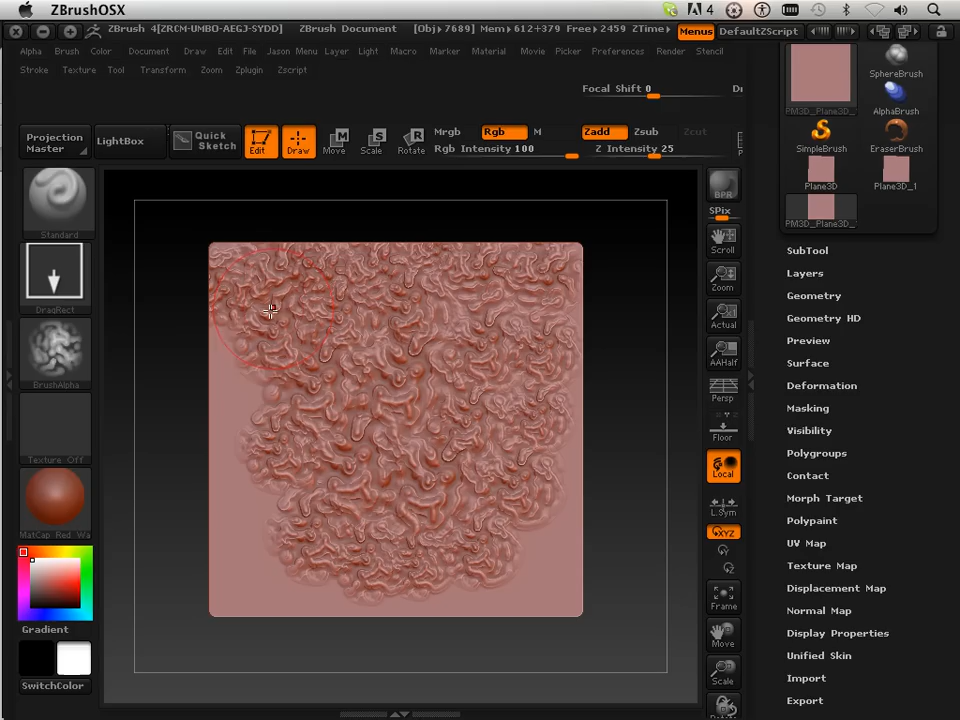 ZBrushOSX
4
ZBrush 4[ZRCM-UMBO-AEGJ-SYDD]
ZBrush Document
[Obj+7689] Mem+612+379 Free+2459 ZTime+
Menus
DefaultZScript
Alpha
Brush
Color
Document
Draw
Edit
File
Jason Menu
Layer
Light
Macro
Marker
Material
Movie
Picker
Preferences
Render
Stencil
Stroke
Texture
Tool
Transform
Zoom
Zplugin
Zscript
Focal Shift 0
Projection
Master
LightBox
Quick
Sketch
Edit
Draw
Move
Scale
Rotate
Mrgb
Rgb
M
Rgb Intensity 100
Zadd
Zsub
Zcut
Z Intensity 25
Standard
DragRect
BrushAlpha
Texture Off
MatCap Red Wa
Gradient
SwitchColor
BPR
SPix
Scroll
Zoom
Actual
AAHalf
Persp
Floor
Local
L.Sym
XYZ
Frame
Move
Scale
PM3D_Plane3D_
SphereBrush
AlphaBrush
SimpleBrush
EraserBrush
Plane3D
Plane3D_1
PM3D_Plane3D_
SubTool
Layers
Geometry
Geometry HD
Preview
Surface
Deformation
Masking
Visibility
Polygroups
Contact
Morph Target
Polypaint
UV Map
Texture Map
Displacement Map
Normal Map
Display Properties
Unified Skin
Import
Export